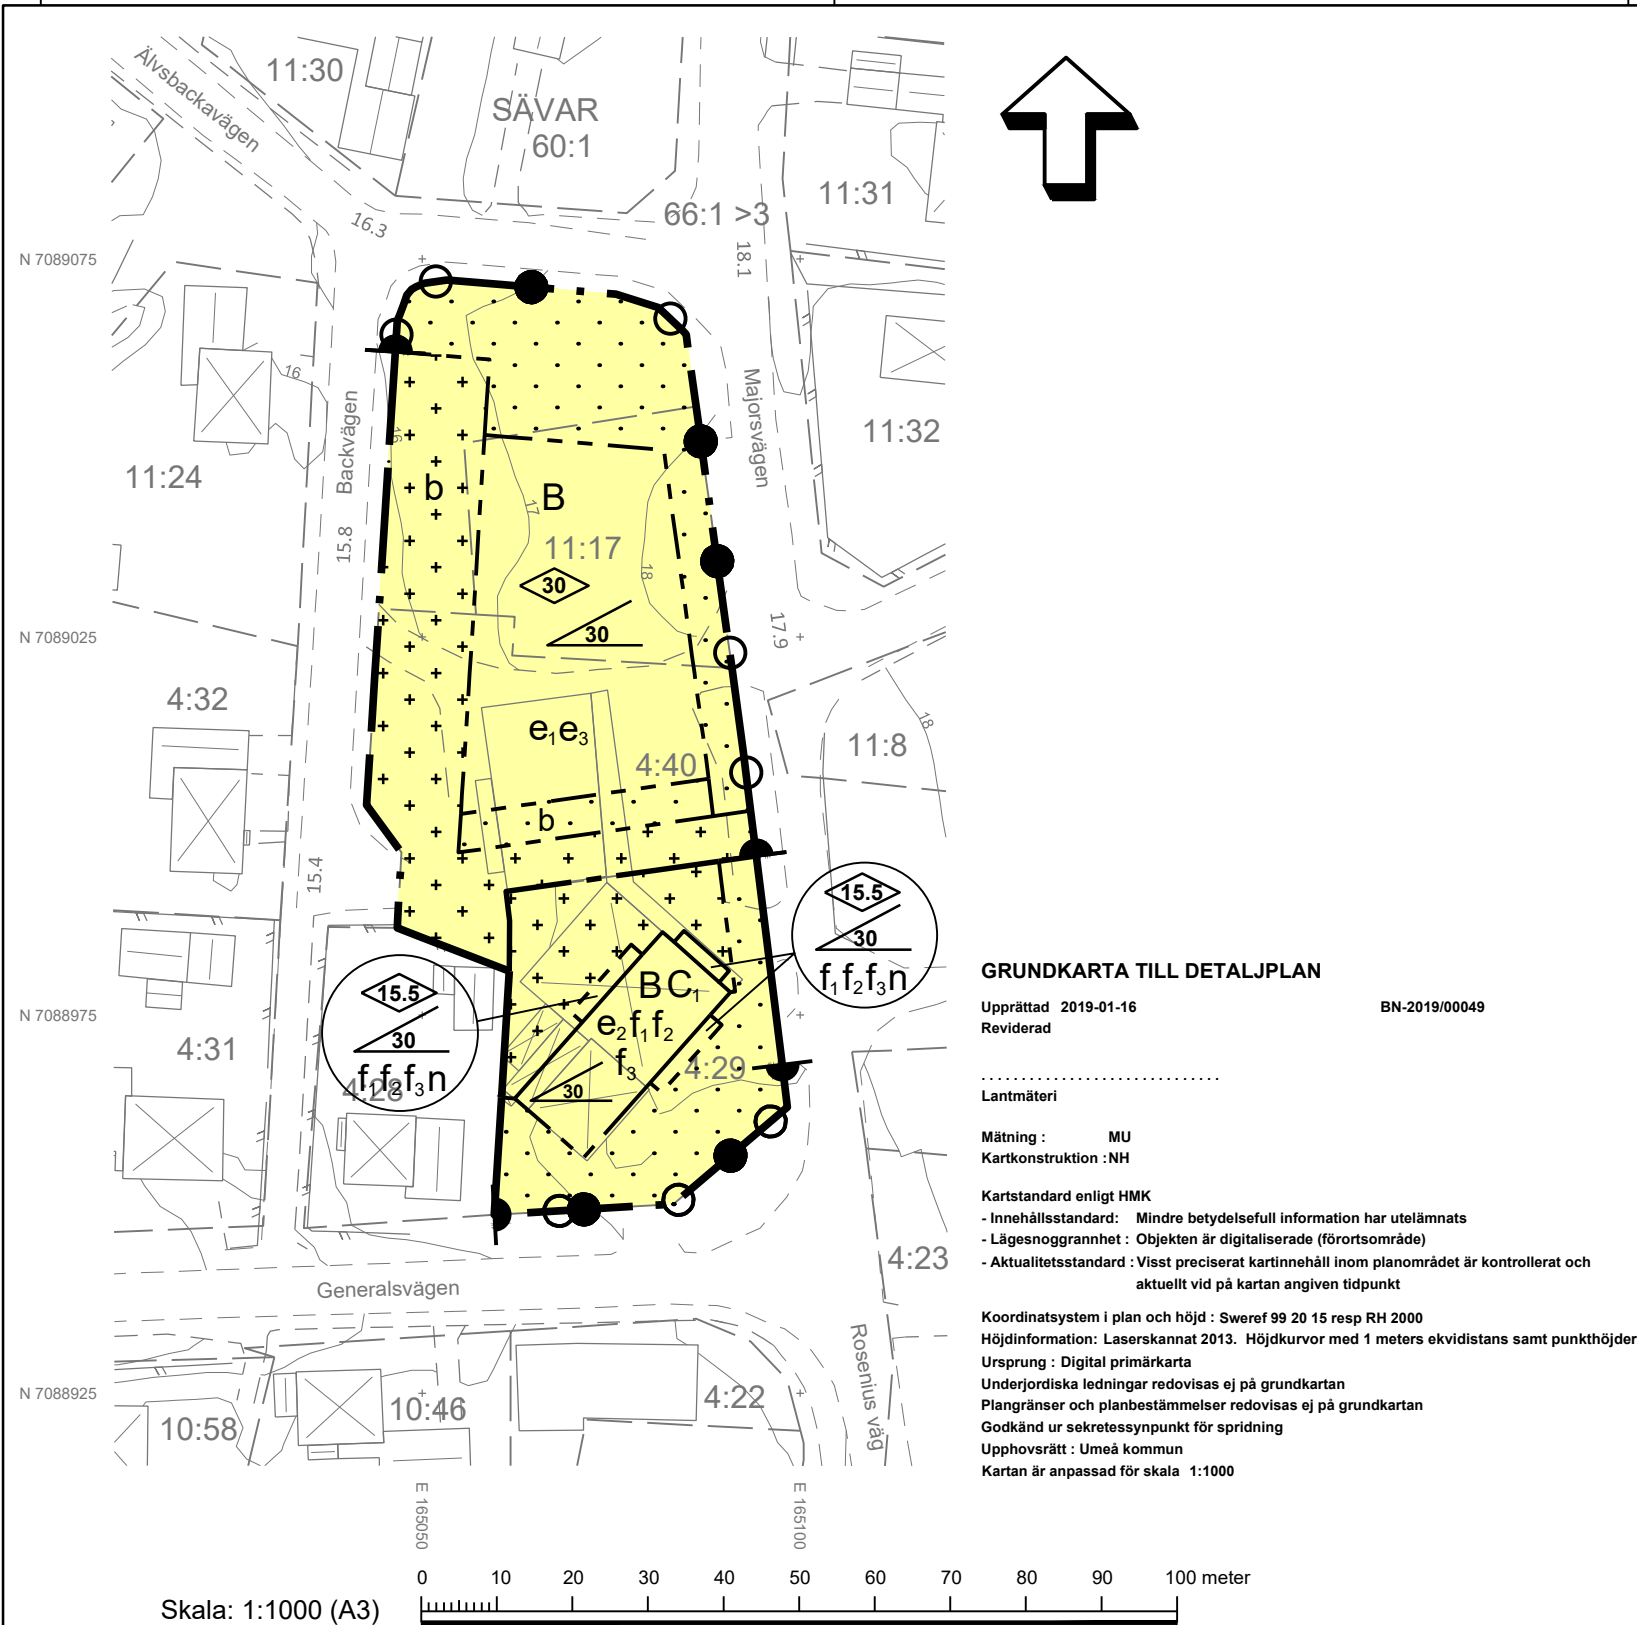 Älvsbackavägen
11:30
SÄVAR
60:1
11:31
66:1 >3
16.3
18.1
N 7089075
16
Backvägen
Majorsvägen
11:32
16
11:24
b
B
17
15.8
11:17
18
30
30
N 7089025
17.9
4:32
18
e1e3
11:8
4:40
b
15.4
15.5
30
f1f2f3n
15.5
30
f1f2f3n
BC1
e2f1f2
f3
30
N 7088975
4:31
4:28
4:29
4:23
Generalsvägen
Rosenius väg
N 7088925
10:58
10:46
4:22
E 165050
E 165100
GRUNDKARTA TILL DETALJPLAN
Upprättad 2019-01-16 BN-2019/00049
Reviderad
..............................
Lantmäteri
Mätning : MU
Kartkonstruktion : NH
Kartstandard enligt HMK
- Innehållsstandard: Mindre betydelsefull information har utelämnats
- Lägesnoggrannhet : Objekten är digitaliserade (förortsområde)
- Aktualitetsstandard : Visst preciserat kartinnehåll inom planområdet är kontrollerat och
aktuellt vid på kartan angiven tidpunkt
Koordinatsystem i plan och höjd : Sweref 99 20 15 resp RH 2000
Höjdinformation: Laserskannat 2013. Höjdkurvor med 1 meters ekvidistans samt punkthöjder
Ursprung : Digital primärkarta
Underjordiska ledningar redovisas ej på grundkartan
Plangränser och planbestämmelser redovisas ej på grundkartan
Godkänd ur sekretessynpunkt för spridning
Upphovsrätt : Umeå kommun
Kartan är anpassad för skala 1:1000
0 10 20 30 40 50 60 70 80 90 100 meter
Skala: 1:1000 (A3)